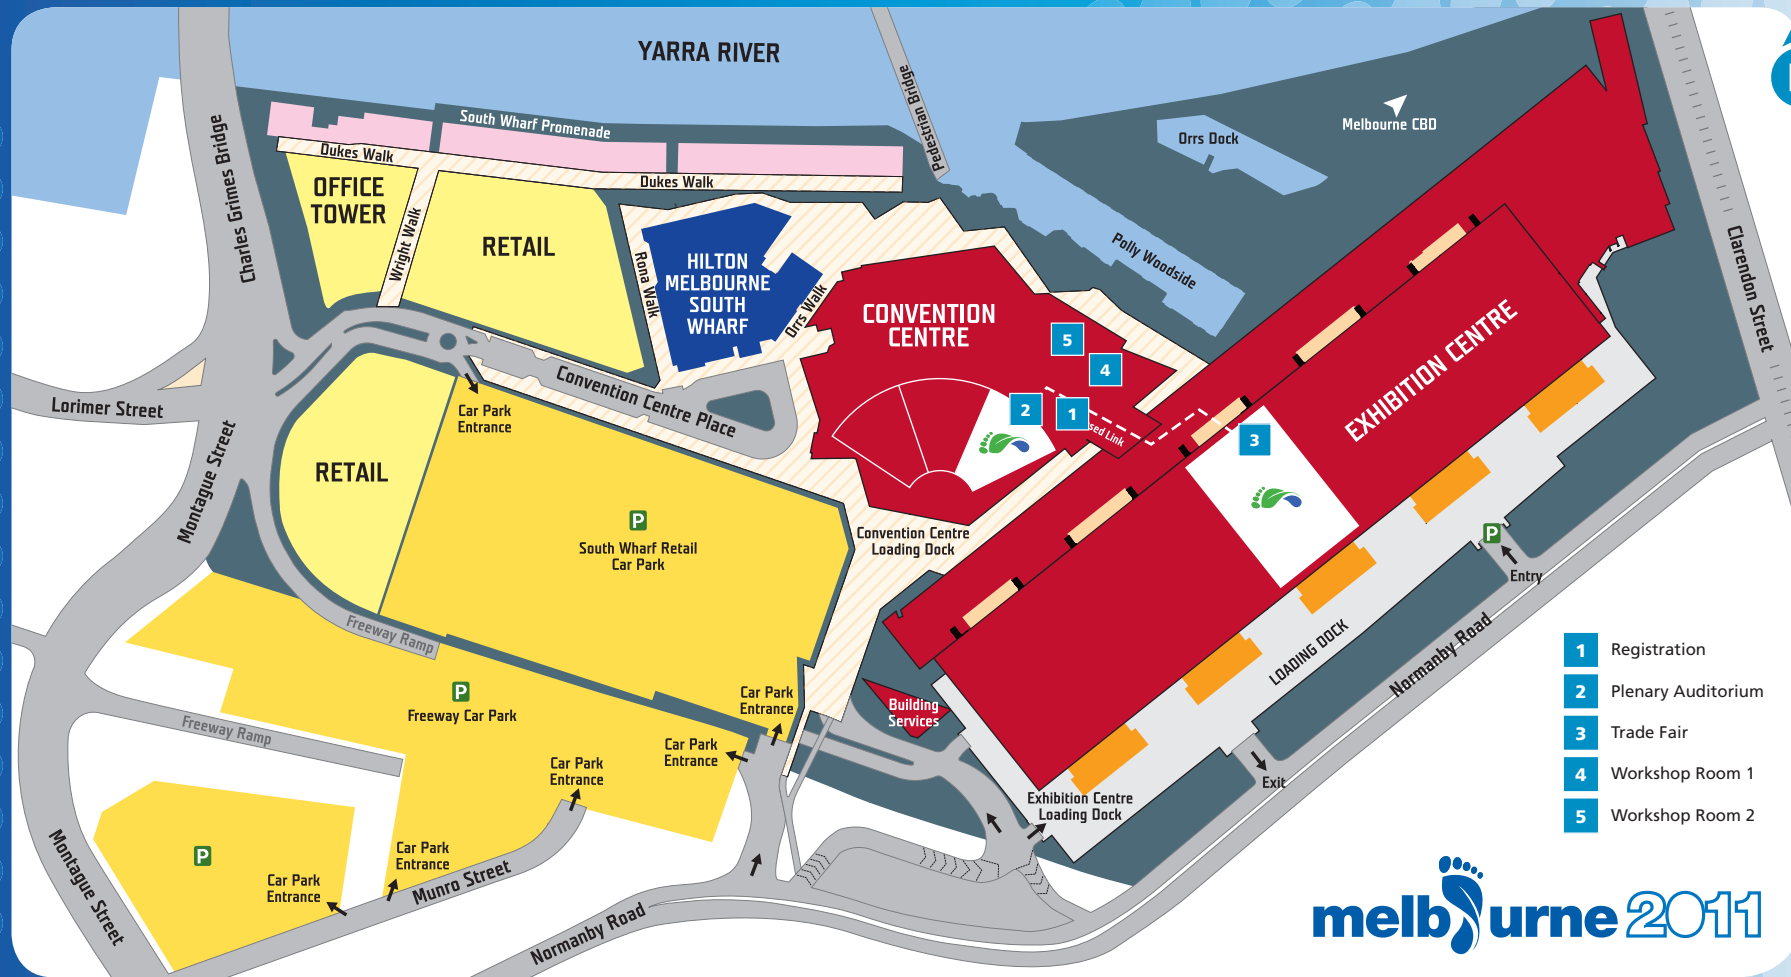 YARRA RIVER
Pedestrian Bridge
South Wharf Promenade
Dukes Walk
Dukes Walk
Charles Grimes Bridge
OFFICE
TOWER
Wright Walk
RETAIL
Rona Walk
HILTON
MELBOURNE
SOUTH
WHARF
Orrs Walk
Orrs Dock
Melbourne CBD
Polly Woodside
Clarendon Street
CONVENTION
CENTRE
5
4
2
1
sed Link
3
EXHIBITION CENTRE
Convention Centre Place
Lorimer Street
Car Park
Entrance
Montague Street
RETAIL
P
South Wharf Retail
Car Park
Convention Centre
Loading Dock
P
Entry
Freeway Ramp
Normanby Road
LOADING DOCK
P
Freeway Car Park
Freeway Ramp
Car Park
Entrance
Building
Services
Car Park
Entrance
Car Park
Entrance
Exit
Exhibition Centre
Loading Dock
Montague Street
P
Car Park
Entrance
Car Park
Entrance
Munro Street
Normanby Road
1 Registration
2 Plenary Auditorium
3 Trade Fair
4 Workshop Room 1
5 Workshop Room 2
melbourne 2011